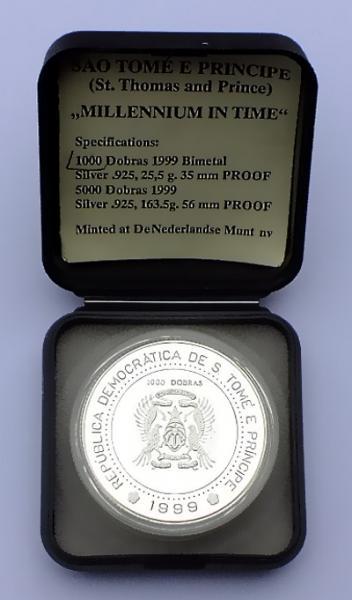 SAO TOMÉ E PRINCIPE
(St. Thomas and Prince)
„MILLENNIUM IN TIME“
Specifications:
1000 Dobras 1999 Bimetal
Silver .925, 25,5 g. 35 mm PROOF
5000 Dobras 1999
Silver .925, 163.5g. 56 mm PROOF
Minted at DeNederlandse Munt nv
REPUBLICA DEMOCRÁTICA DE S. TOMÉ E PRÍNCIPE
1000 DOBRAS
1999